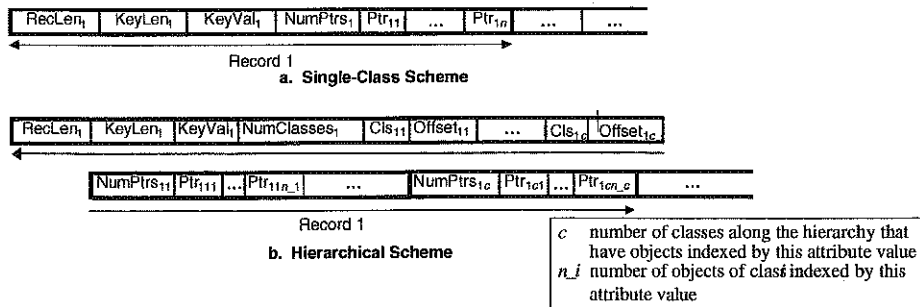 RecLen₁ KeyLen₁ KeyVal₁ NumPtrs₁ Ptr₁₁ ... Ptr₁ₙ ... ...
Record 1
a. Single-Class Scheme
RecLen₁ KeyLen₁ KeyVal₁ NumClasses₁ Cls₁₁ Offset₁₁ ... Cls₁c Offset₁c
NumPtrs₁₁ Ptr₁₁₁ ... Ptr₁₁ₙ_₁ ... NumPtrs₁c Ptr₁c₁ ... Ptr₁cn_c ...
Record 1
b. Hierarchical Scheme
c number of classes along the hierarchy that
have objects indexed by this attribute value
n_i number of objects of class i indexed by this
attribute value